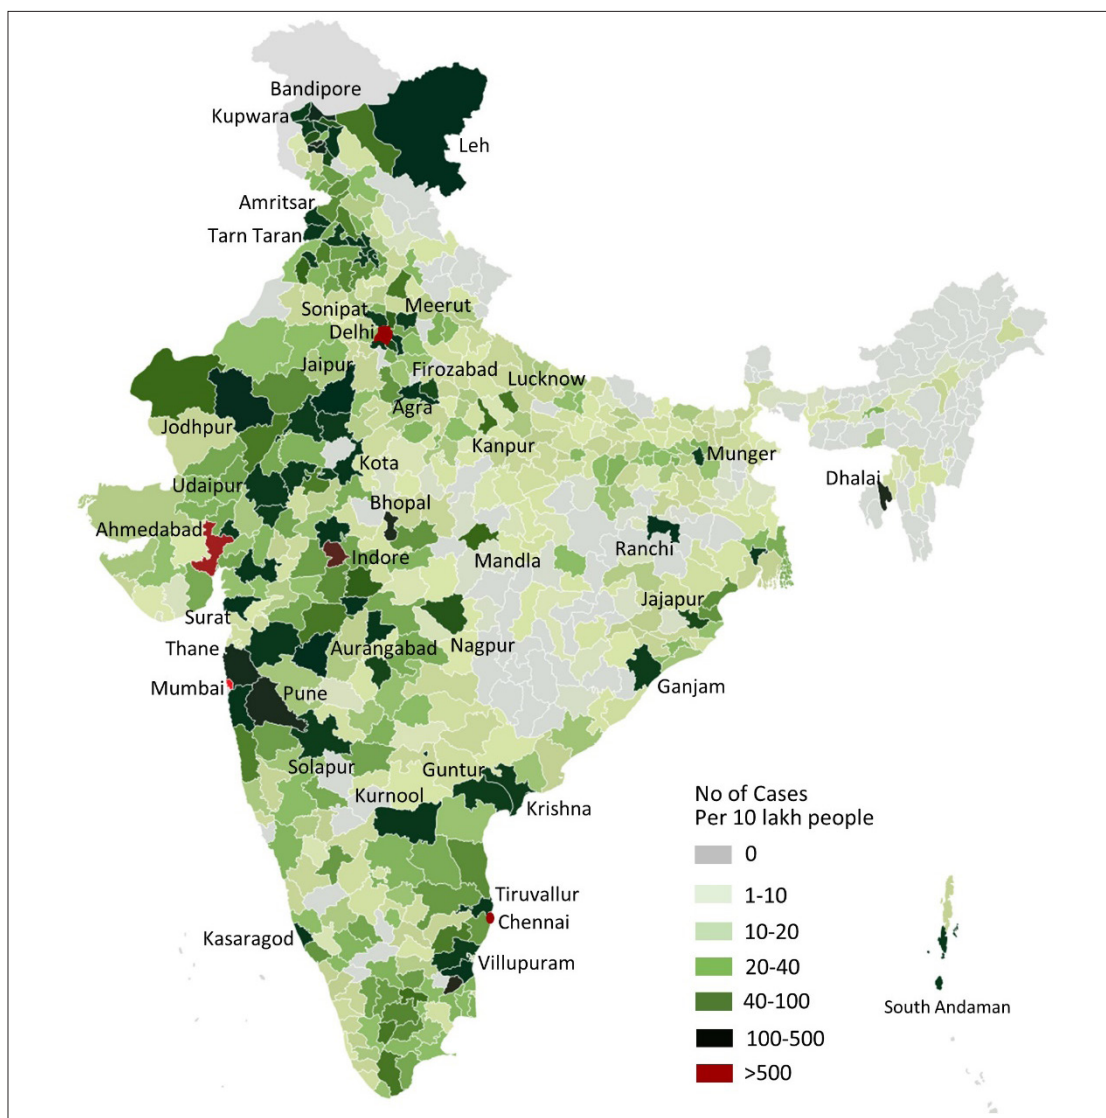 Bandipore
Kupwara
Leh
Amritsar
Tarn Taran
Sonipat
Meerut
Delhi
Jaipur
Firozabad
Lucknow
Agra
Jodhpur
Kanpur
Munger
Kota
Udaipur
Dhalai
Bhopal
Ahmedabad
Ranchi
Indore
Mandla
Jajapur
Surat
Thane
Aurangabad
Nagpur
Mumbai
Pune
Ganjam
Solapur
Guntur
Kurnool
Krishna
Tiruvallur
Chennai
Kasaragod
Villupuram
No of Cases
Per 10 lakh people
0
1-10
10-20
20-40
40-100
100-500
>500
South Andaman